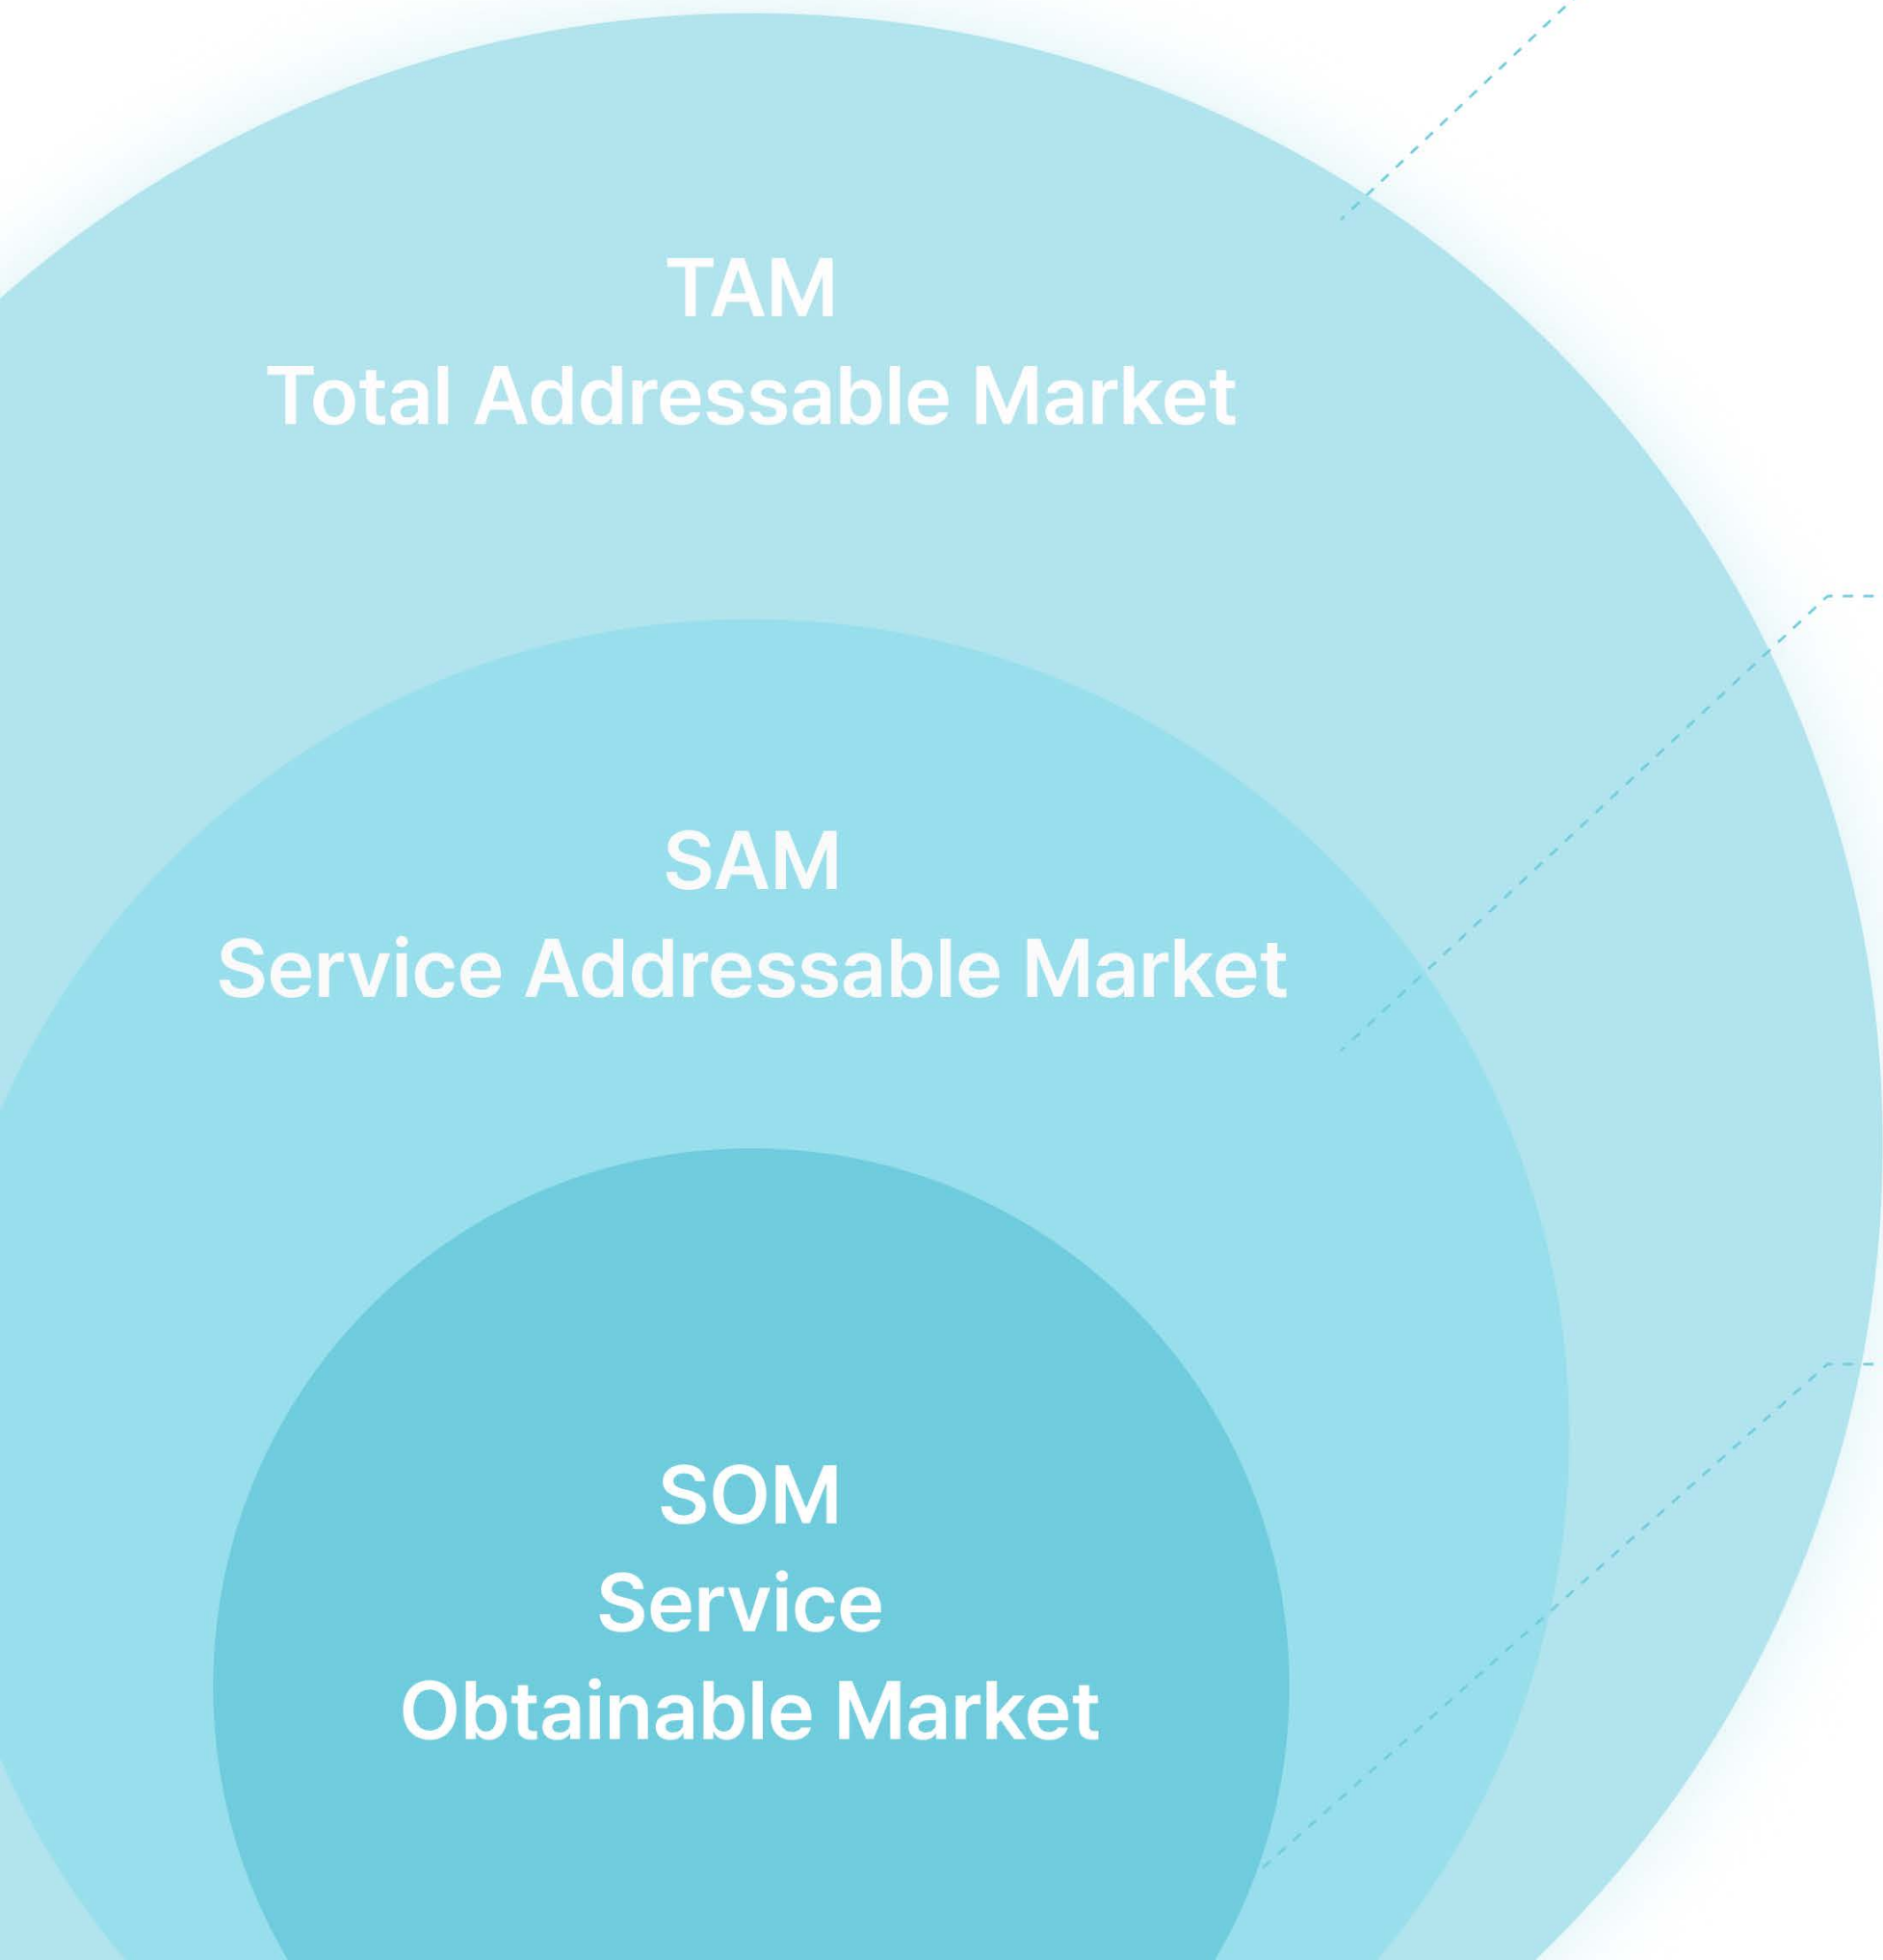 TAM
Total Addressable Market
SAM
Service Addressable Market
SOM
Service
Obtainable Market